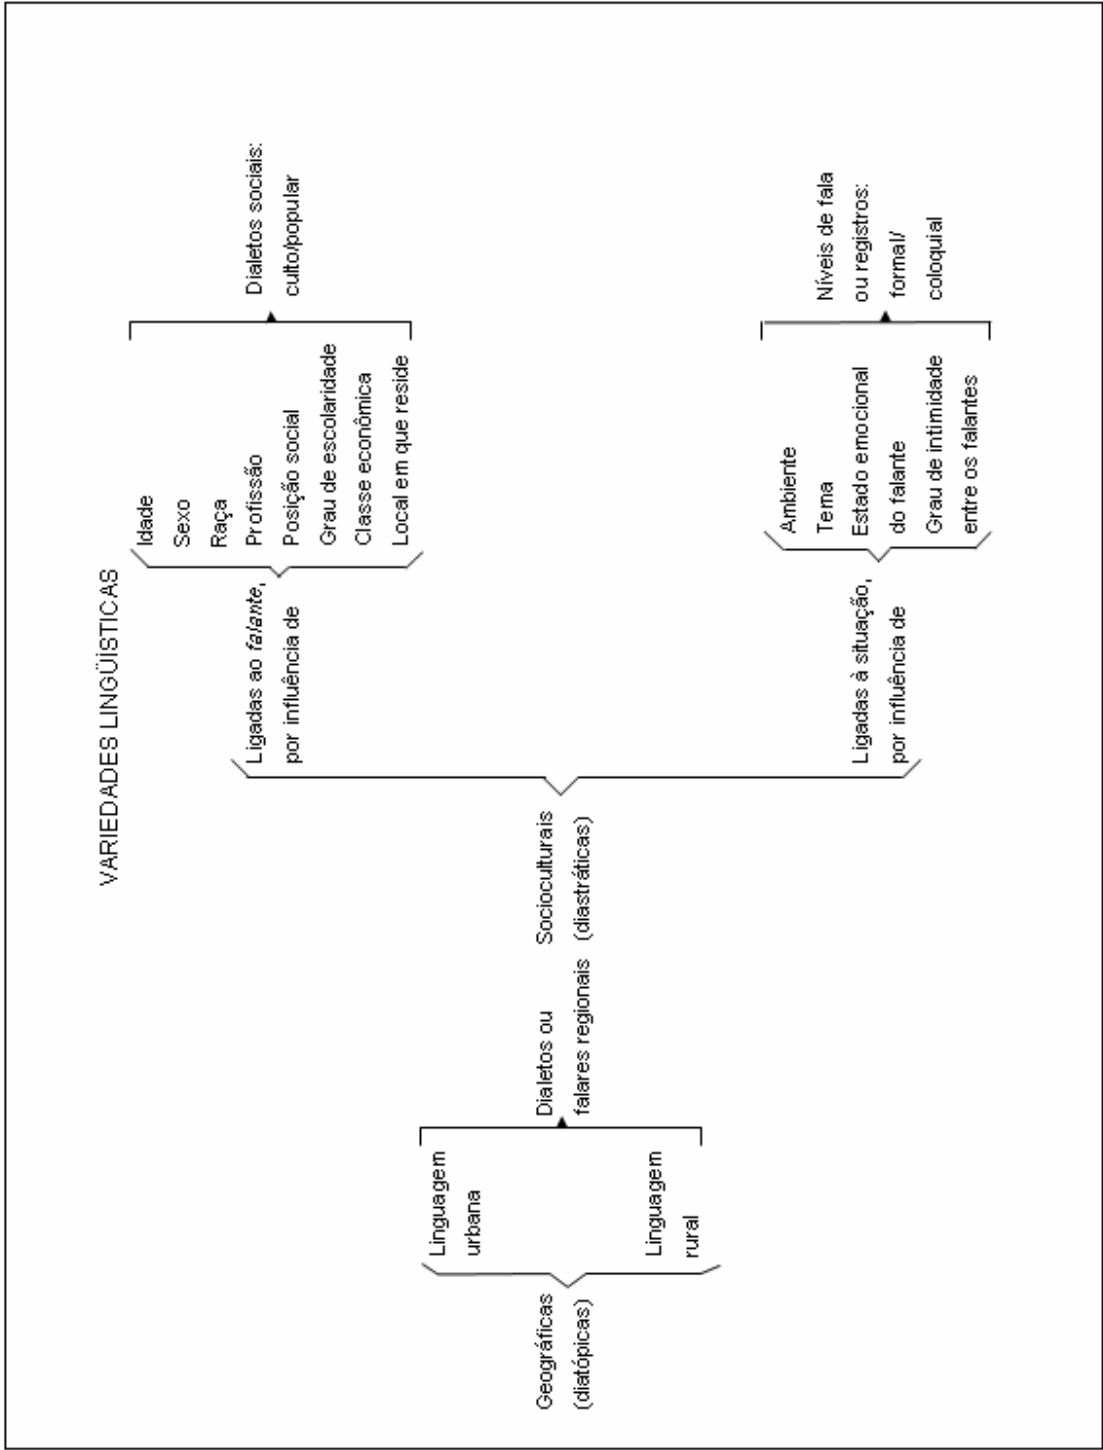 VARIEDADES LINGÜÍSTICAS
Geográficas
(diatópicas)
Linguagem
urbana
Linguagem
rural
Dialetos ou
falares regionais
Socioculturais
(diastráticas)
Ligadas ao falante,
por influência de
Idade
Sexo
Raça
Profissão
Posição social
Grau de escolaridade
Classe econômica
Local em que reside
Dialetos sociais:
culto/popular
Ligadas à situação,
por influência de
Ambiente
Tema
Estado emocional
do falante
Grau de intimidade
entre os falantes
Níveis de fala
ou registros:
formal/
coloquial